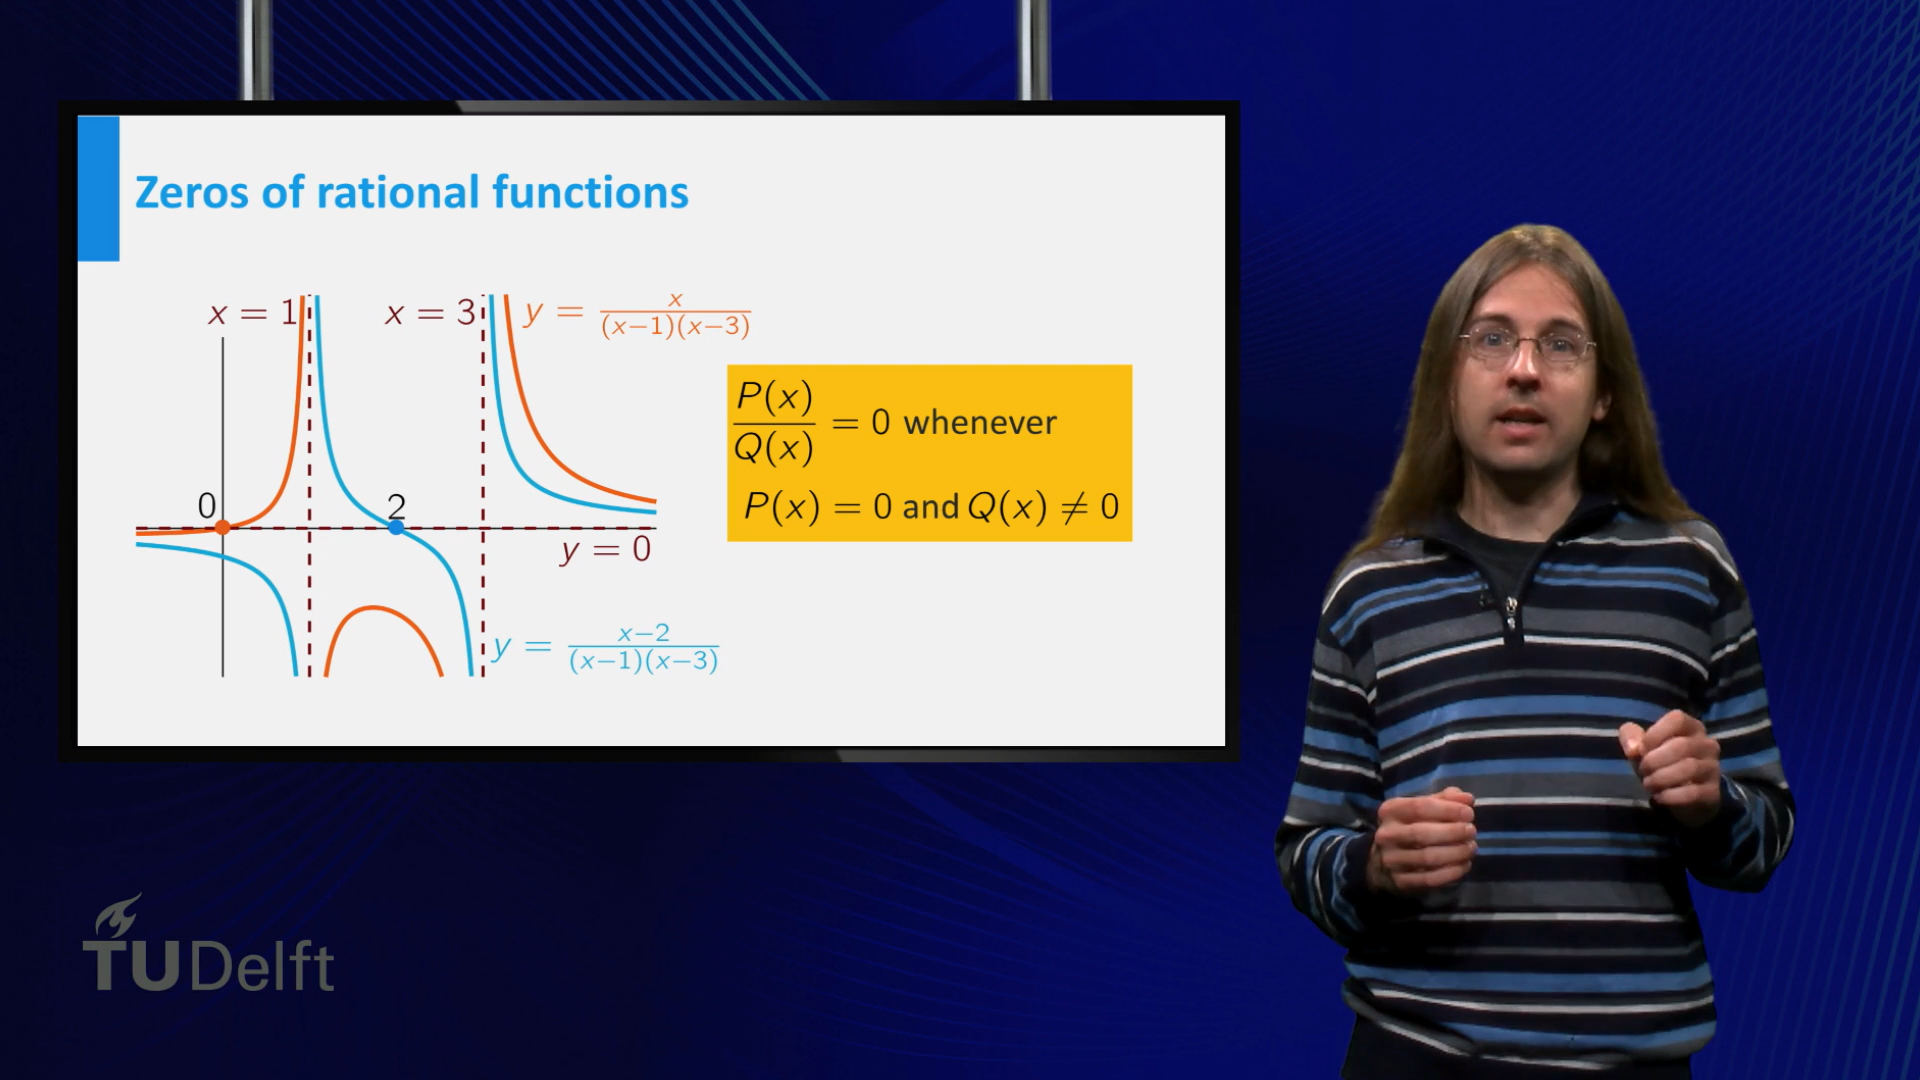 Zeros of rational functions
x = 1
x = 3
y = x/((x−1)(x−3))
0
2
y = 0
y = (x−2)/((x−1)(x−3))
P(x)/Q(x) = 0 whenever
P(x) = 0 and Q(x) ≠ 0
TUDelft